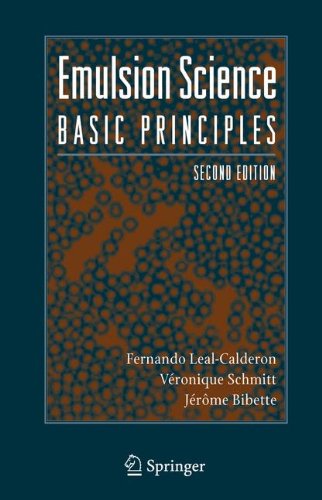 Emulsion Science
BASIC PRINCIPLES
SECOND EDITION
Fernando Leal-Calderon
Véronique Schmitt
Jérôme Bibette
Springer